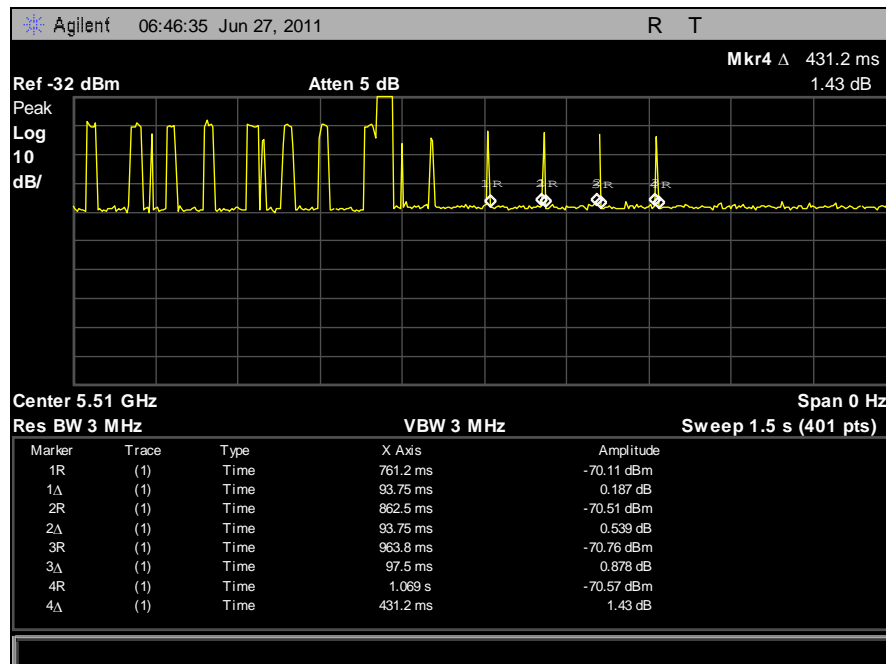 Agilent 06:46:35 Jun 27, 2011 R T
Mkr4 Δ 431.2 ms
Ref -32 dBm Atten 5 dB 1.43 dB
Peak
Log
10
dB/
1R 2R 3R 4R
Center 5.51 GHz Span 0 Hz
Res BW 3 MHz VBW 3 MHz Sweep 1.5 s (401 pts)
Marker Trace Type X Axis Amplitude
1R (1) Time 761.2 ms -70.11 dBm
1Δ (1) Time 93.75 ms 0.187 dB
2R (1) Time 862.5 ms -70.51 dBm
2Δ (1) Time 93.75 ms 0.539 dB
3R (1) Time 963.8 ms -70.76 dBm
3Δ (1) Time 97.5 ms 0.878 dB
4R (1) Time 1.069 s -70.57 dBm
4Δ (1) Time 431.2 ms 1.43 dB